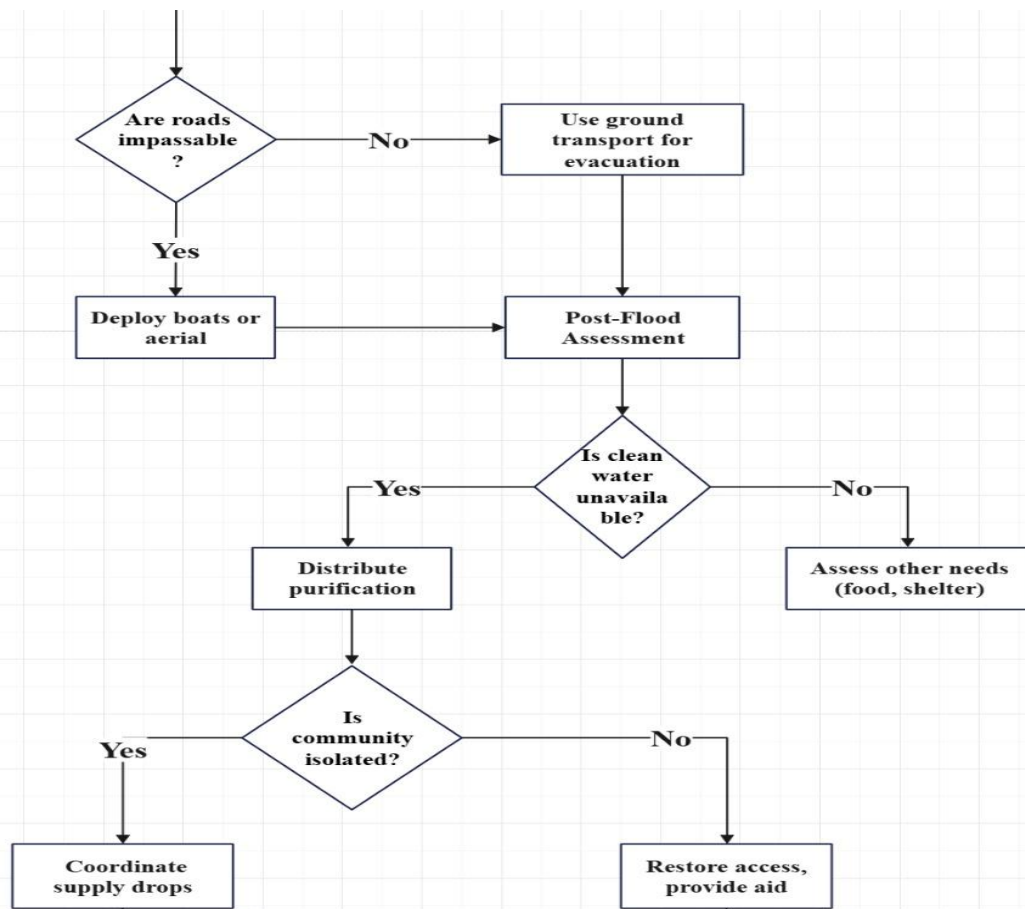 Are roads
impassable
?
No
Use ground
transport for
evacuation
Yes
Deploy boats or
aerial
Post-Flood
Assessment
Is clean
water
unavaila
ble?
Yes
No
Distribute
purification
Assess other needs
(food, shelter)
Is
community
isolated?
Yes
No
Coordinate
supply drops
Restore access,
provide aid